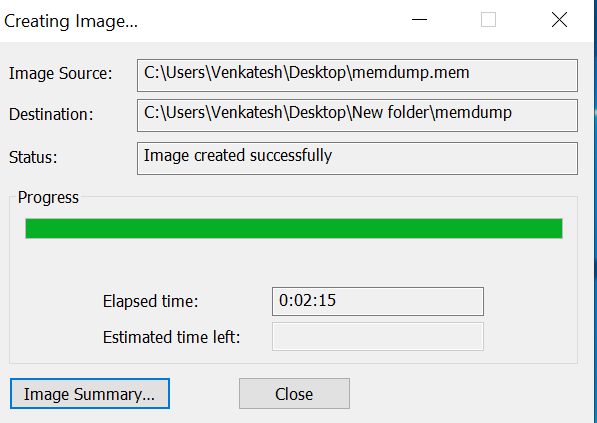 Creating Image...
Image Source: C:\Users\Venkatesh\Desktop\memdump.mem
Destination: C:\Users\Venkatesh\Desktop\New folder\memdump
Status: Image created successfully
Progress
Elapsed time: 0:02:15
Estimated time left:
Image Summary... Close